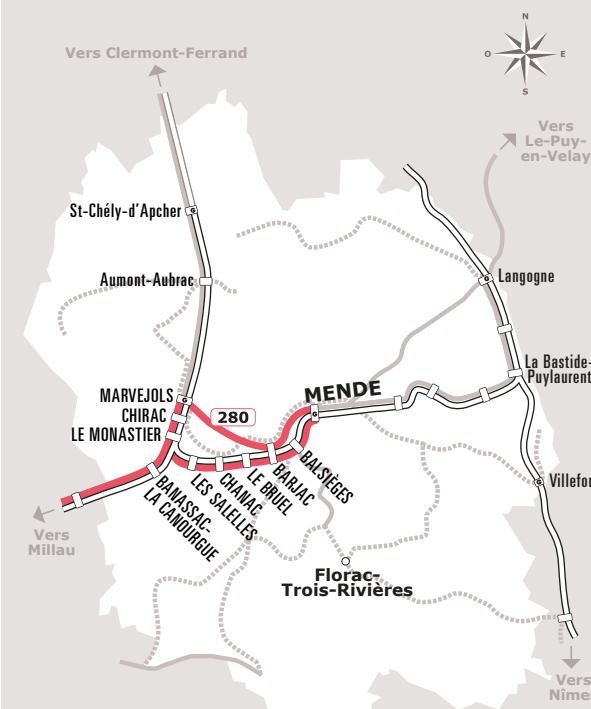 N
O
E
S
Vers Clermont-Ferrand
Vers
Le-Puy-
en-Velay
St-Chély-d'Apcher
Aumont-Aubrac
Langogne
La Bastide-
Puylaurent
MARVEJOLS
CHIRAC
LE MONASTIER
280
MENDE
BANASSAC-
LA CANOURGUE
LES SALELLES
CHANAC
LE BRUEL
BARJAC
BALSIÈGES
Villefor
Vers
Millau
Florac-
Trois-Rivières
Vers
Nîmes